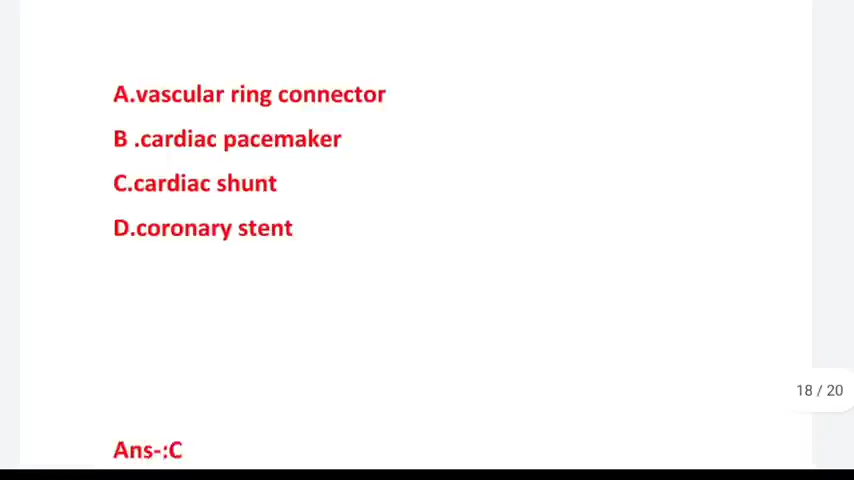 A.vascular ring connector
B .cardiac pacemaker
C.cardiac shunt
D.coronary stent
18 / 20
Ans-:C